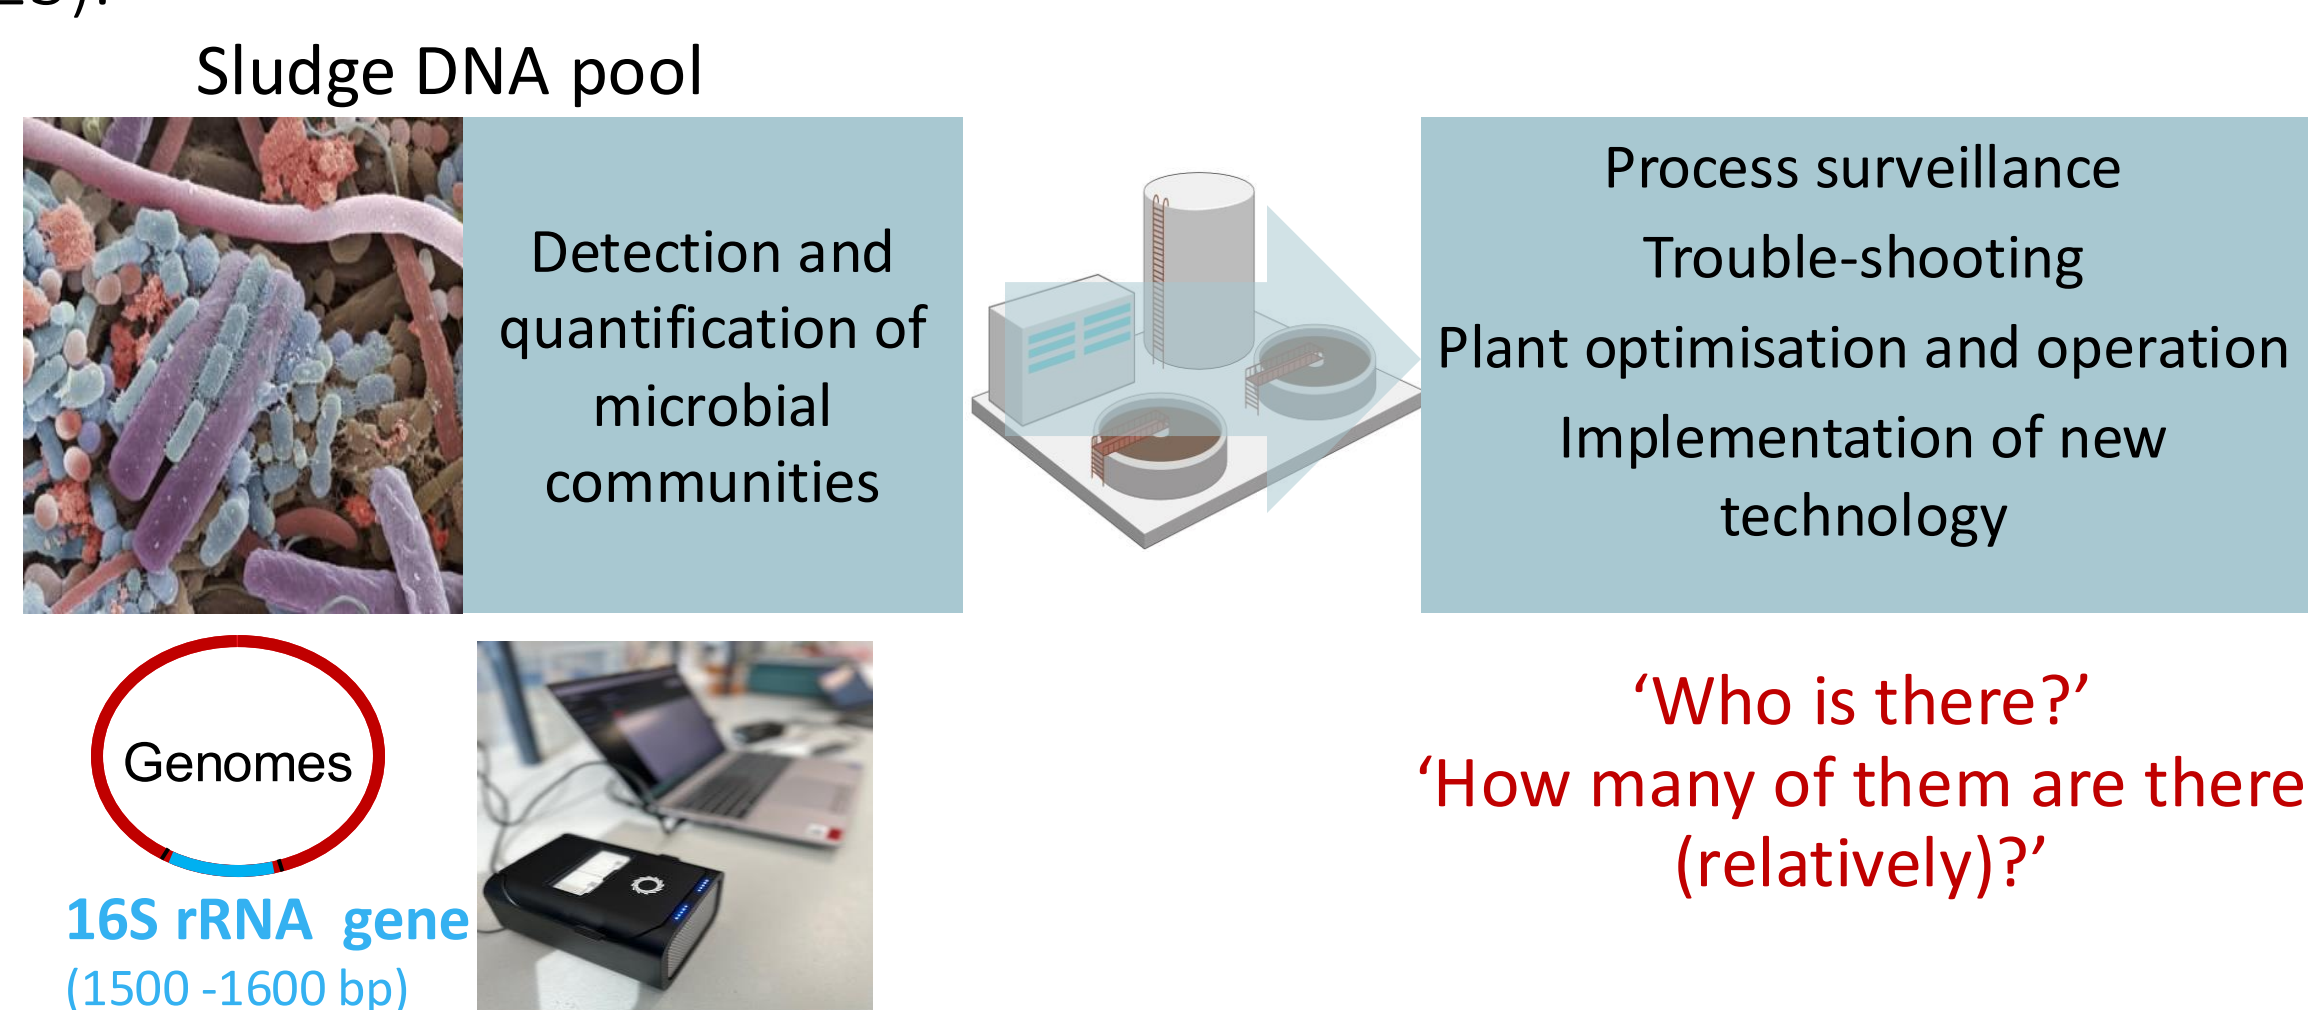 Sludge DNA pool
Detection and
quantification of
microbial
communities
Process surveillance
Trouble-shooting
Plant optimisation and operation
Implementation of new
technology
Genomes
16S rRNA  gene
(1500 -1600 bp)
‘Who is there?’
‘How many of them are there
(relatively)?’